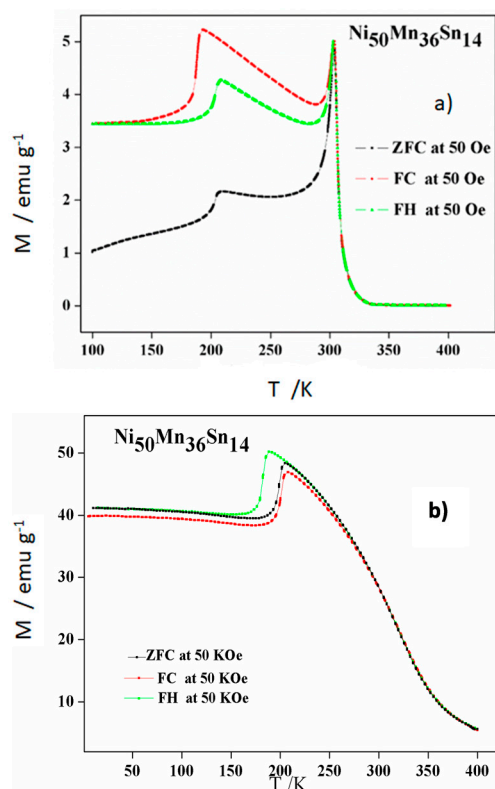 Ni50Mn36Sn14
5
a)
4
ZFC at 50 Oe
FC at 50 Oe
FH at 50 Oe
3
2
1
0
M / emu g-1
100 150 200 250 300 350 400
T /K
Ni50Mn36Sn14
50
b)
40
30
20
10
ZFC at 50 KOe
FC at 50 KOe
FH at 50 KOe
M / emu g-1
50 100 150 200 250 300 350 400
T /K